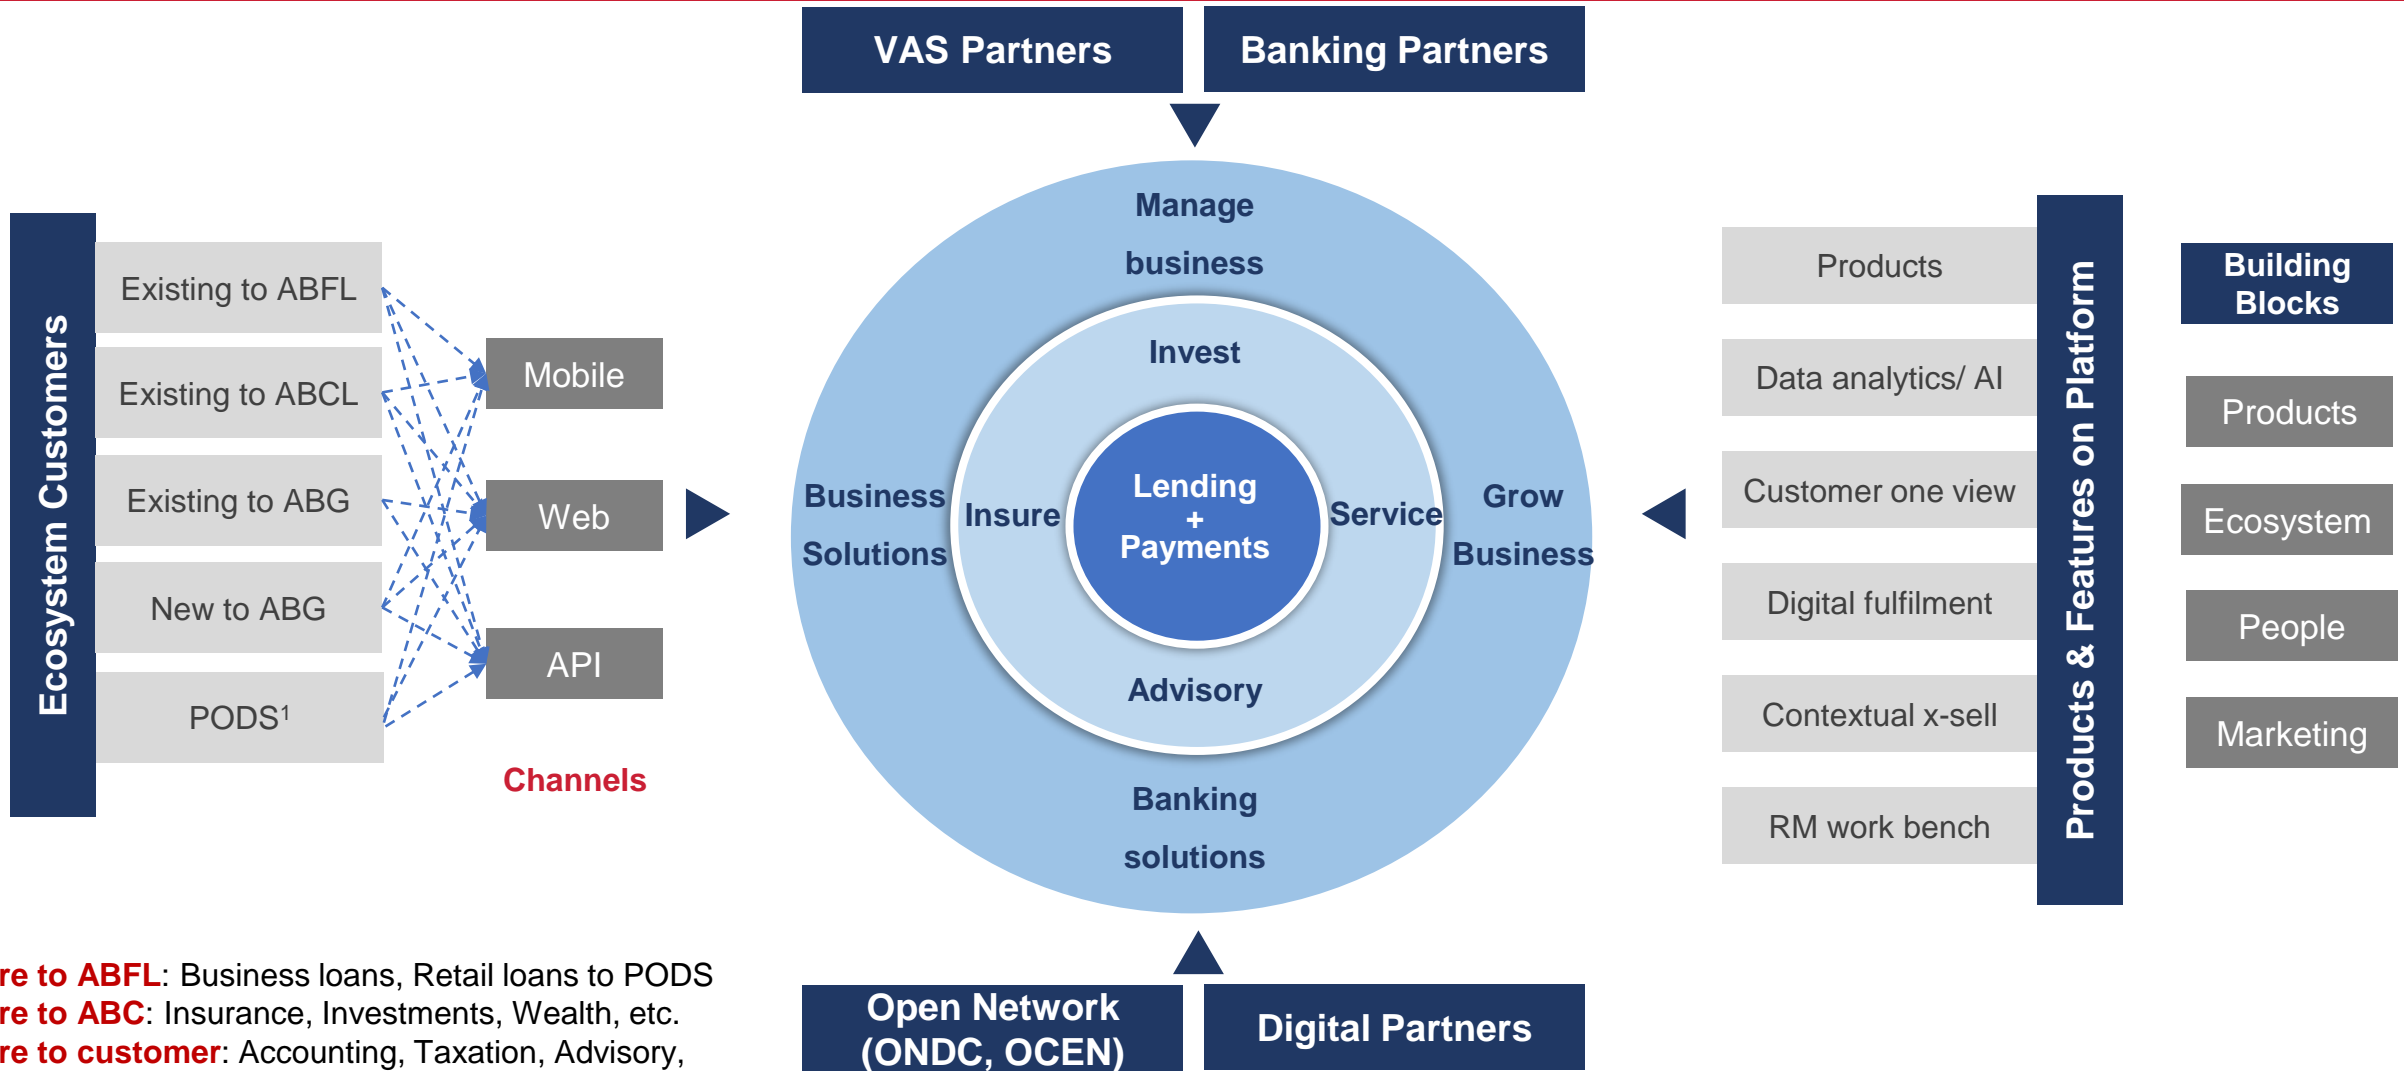 VAS Partners
Banking Partners
Ecosystem Customers
Existing to ABFL
Existing to ABCL
Existing to ABG
New to ABG
PODS¹
Mobile
Web
API
Channels
Manage
business
Invest
Business
Solutions
Insure
Lending
+
Payments
Service
Grow
Business
Advisory
Banking
solutions
Products
Data analytics/ AI
Customer one view
Digital fulfilment
Contextual x-sell
RM work bench
Products & Features on Platform
Building
Blocks
Products
Ecosystem
People
Marketing
Open Network
(ONDC, OCEN)
Digital Partners
re to ABFL: Business loans, Retail loans to PODS
re to ABC: Insurance, Investments, Wealth, etc.
re to customer: Accounting, Taxation, Advisory,